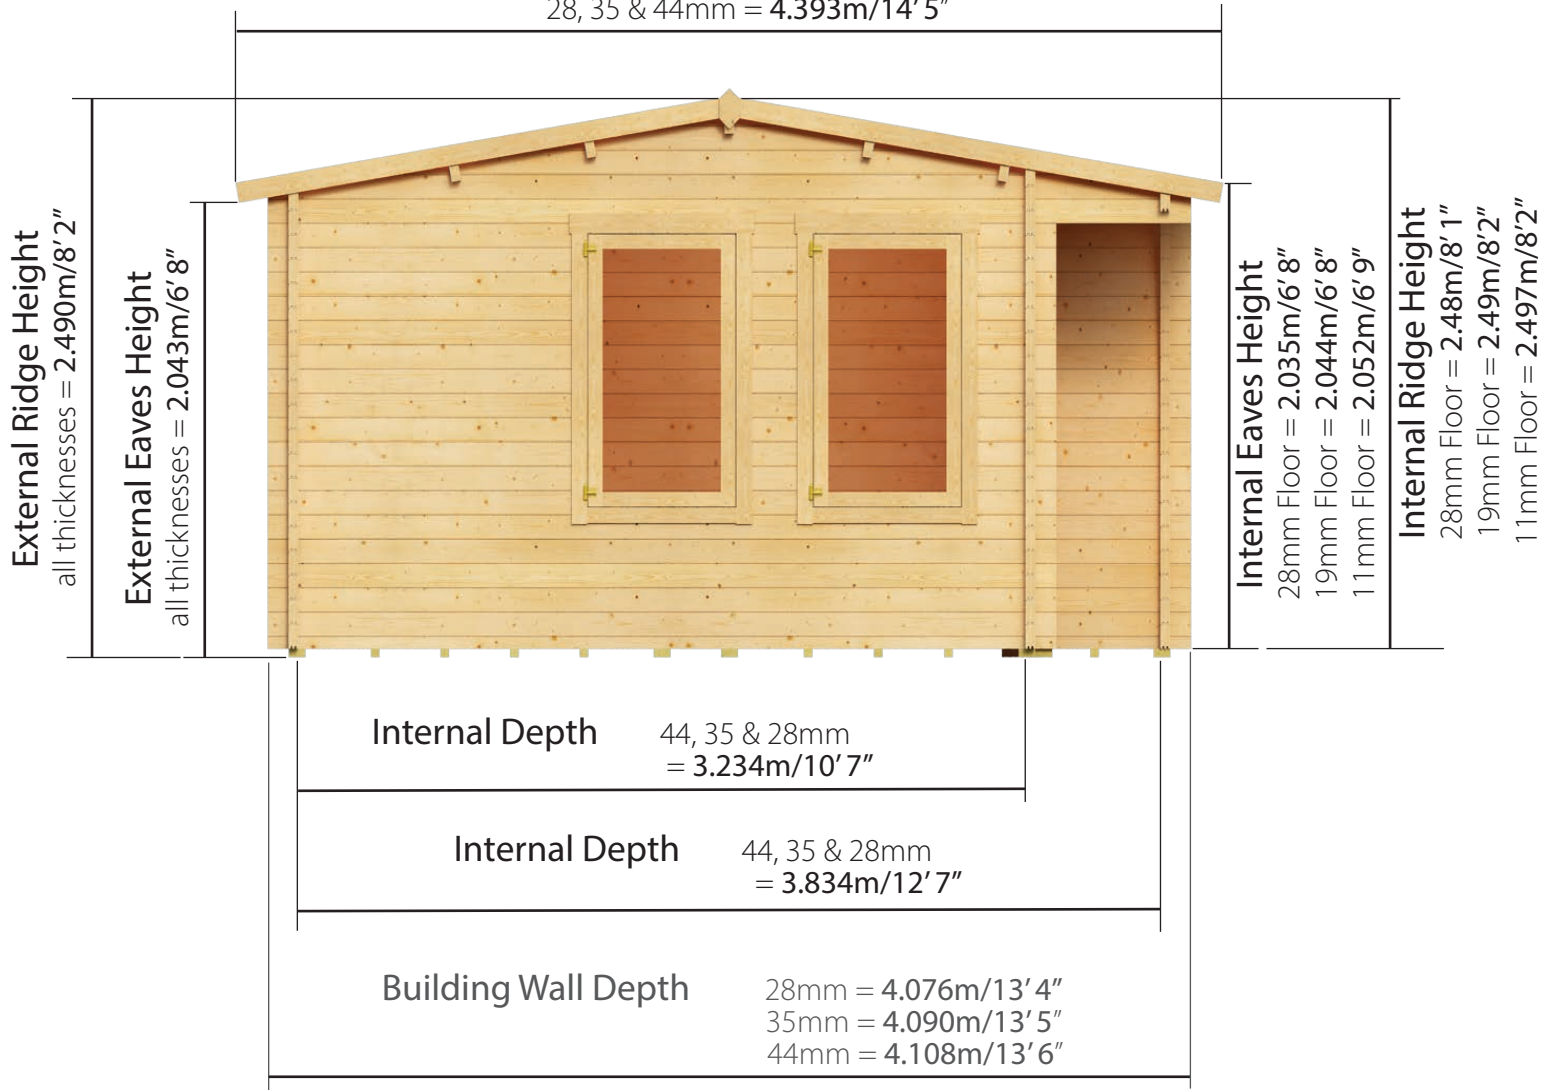 28, 35 & 44mm = 4.393m/14’ 5”
External Ridge Height
all thicknesses = 2.490m/8’ 2”
External Eaves Height
all thicknesses = 2.043m/6’ 8”
Internal Eaves Height
28mm Floor = 2.035m/6’ 8”
19mm Floor = 2.044m/6’ 8”
11mm Floor = 2.052m/6’ 9”
Internal Ridge Height
28mm Floor = 2.48m/8’ 1”
19mm Floor = 2.49m/8’2”
11mm Floor = 2.497m/8’2”
Internal Depth 44, 35 & 28mm
= 3.234m/10’ 7”
Internal Depth 44, 35 & 28mm
= 3.834m/12’ 7”
Building Wall Depth 28mm = 4.076m/13’ 4”
35mm = 4.090m/13’ 5”
44mm = 4.108m/13’ 6”